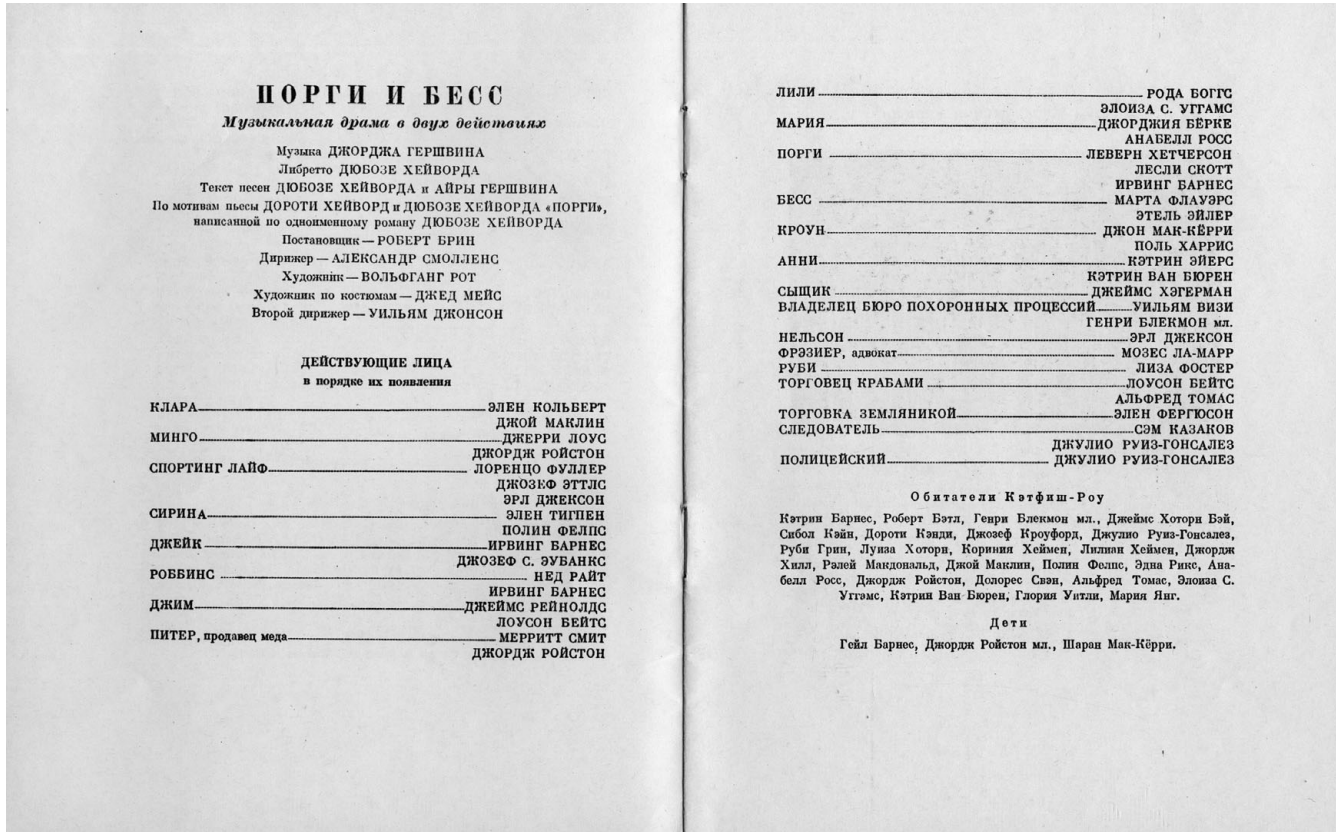 ПОРГИ И БЕСС
Музыкальная драма в двух действиях
Музыка ДЖОРДЖА ГЕРШВИНА
Либретто ДЮБОЗЕ ХЕЙВОРДА
Текст песен ДЮБОЗЕ ХЕЙВОРДА и АЙРЫ ГЕРШВИНА
По мотивам пьесы ДОРОТИ ХЕЙВОРД и ДЮБОЗЕ ХЕЙВОРДА «ПОРГИ»,
написанной по одноименному роману ДЮБОЗЕ ХЕЙВОРДА
Постановщик — РОБЕРТ БРИН
Дирижер — АЛЕКСАНДР СМОЛЛЕНС
Художник — ВОЛЬФГАНГ РОТ
Художник по костюмам — ДЖЕД МЕЙС
Второй дирижер — УИЛЬЯМ ДЖОНСОН
ДЕЙСТВУЮЩИЕ ЛИЦА
в порядке их появления
КЛАРА ЭЛЕН КОЛЬБЕРТ
ДЖОЙ МАКЛИН
МИНГО ДЖЕРРИ ЛОУС
ДЖОРДЖ РОЙСТОН
СПОРТИНГ ЛАЙФ ЛОРЕНЦО ФУЛЛЕР
ДЖОЗЕФ ЭТТЛС
ЭРЛ ДЖЕКСОН
СИРИНА ЭЛЕН ТИГПЕН
ПОЛИН ФЕЛПС
ДЖЕЙК ИРВИНГ БАРНЕС
ДЖОЗЕФ С. ЭУБАНКС
РОББИНС НЕД РАЙТ
ИРВИНГ БАРНЕС
ДЖИМ ДЖЕЙМС РЕЙНОЛДС
ЛОУСОН БЕЙТС
ПИТЕР, продавец меда МЕРРИТТ СМИТ
ДЖОРДЖ РОЙСТОН
ЛИЛИ РОДА БОГГС
ЭЛОИЗА С. УГГАМС
МАРИЯ ДЖОРДЖИЯ БЁРКЕ
АНАБЕЛЛ РОСС
ПОРГИ ЛЕВЕРН ХЕТЧЕРСОН
ЛЕСЛИ СКОТТ
ИРВИНГ БАРНЕС
БЕСС МАРТА ФЛАУЭРС
ЭТЕЛЬ ЭЙЛЕР
КРОУН ДЖОН МАК-КЁРРИ
ПОЛЬ ХАРРИС
АННИ КЭТРИН ЭЙЕРС
КЭТРИН ВАН БЮРЕН
СЫЩИК ДЖЕЙМС ХЭГЕРМАН
ВЛАДЕЛЕЦ БЮРО ПОХОРОННЫХ ПРОЦЕССИЙ УИЛЬЯМ ВИЗИ
ГЕНРИ БЛЕКМОН мл.
НЕЛЬСОН ЭРЛ ДЖЕКСОН
ФРЭЗИЕР, адвокат МОЗЕС ЛА-МАРР
РУБИ ЛИЗА ФОСТЕР
ТОРГОВЕЦ КРАБАМИ ЛОУСОН БЕЙТС
АЛЬФРЕД ТОМАС
ТОРГОВКА ЗЕМЛЯНИКОЙ ЭЛЕН ФЕРГЮСОН
СЛЕДОВАТЕЛЬ СЭМ КАЗАКОВ
ДЖУЛИО РУИЗ-ГОНСАЛЕЗ
ПОЛИЦЕЙСКИЙ ДЖУЛИО РУИЗ-ГОНСАЛЕЗ
Обитатели Кэтфиш-Роу
Кэтрин Барнес, Роберт Бэтл, Генри Блекмон мл., Джеймс Хоторн Бэй,
Сибол Кэйн, Дороти Кэнди, Джозеф Кроуфорд, Джулио Руиз-Гонсалез,
Руби Грин, Луиза Хоторн, Кориния Хеймен, Лилиан Хеймен, Джордж
Хилл, Рэлей Макдональд, Джой Маклин, Полин Фелпс, Эдна Рикс, Ана-
белл Росс, Джордж Ройстон, Долорес Свэн, Альфред Томас, Элоиза С.
Уггэмс, Кэтрин Ван Бюрен, Глория Уитли, Мария Янг.
Дети
Гейл Барнес, Джордж Ройстон мл., Шаран Мак-Кёрри.